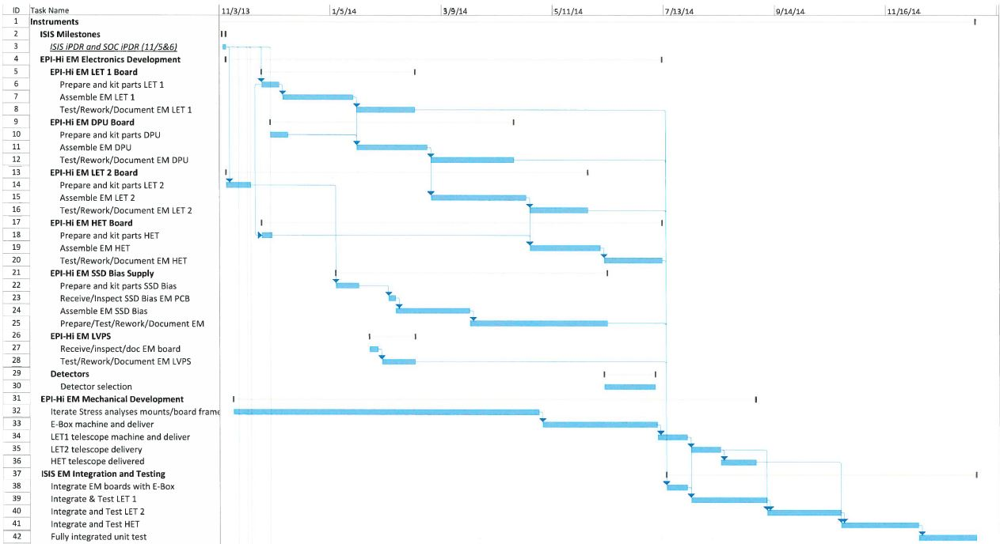 ID Task Name 11/3/13 1/5/14 3/9/14 5/11/14 7/13/14 9/14/14 11/16/14
1 Instruments
2 ISIS Milestones
3 ISIS iPDR and SOC iPDR (11/5&6)
4 EPI-Hi EM Electronics Development
5 EPI-Hi EM LET 1 Board
6 Prepare and kit parts LET 1
7 Assemble EM LET 1
8 Test/Rework/Document EM LET 1
9 EPI-Hi EM DPU Board
10 Prepare and kit parts DPU
11 Assemble EM DPU
12 Test/Rework/Document EM DPU
13 EPI-Hi EM LET 2 Board
14 Prepare and kit parts LET 2
15 Assemble EM LET 2
16 Test/Rework/Document EM LET 2
17 EPI-Hi EM HET Board
18 Prepare and kit parts HET
19 Assemble EM HET
20 Test/Rework/Document EM HET
21 EPI-Hi EM SSD Bias Supply
22 Prepare and kit parts SSD Bias
23 Receive/Inspect SSD Bias EM PCB
24 Assemble EM SSD Bias
25 Prepare/Test/Rework/Document EM
26 EPI-Hi EM LVPS
27 Receive/inspect/doc EM board
28 Test/Rework/Document EM LVPS
29 Detectors
30 Detector selection
31 EPI-Hi EM Mechanical Development
32 Iterate Stress analyses mounts/board frame
33 E-Box machine and deliver
34 LET1 telescope machine and deliver
35 LET2 telescope delivery
36 HET telescope delivered
37 ISIS EM Integration and Testing
38 Integrate EM boards with E-Box
39 Integrate & Test LET 1
40 Integrate and Test LET 2
41 Integrate and Test HET
42 Fully integrated unit test